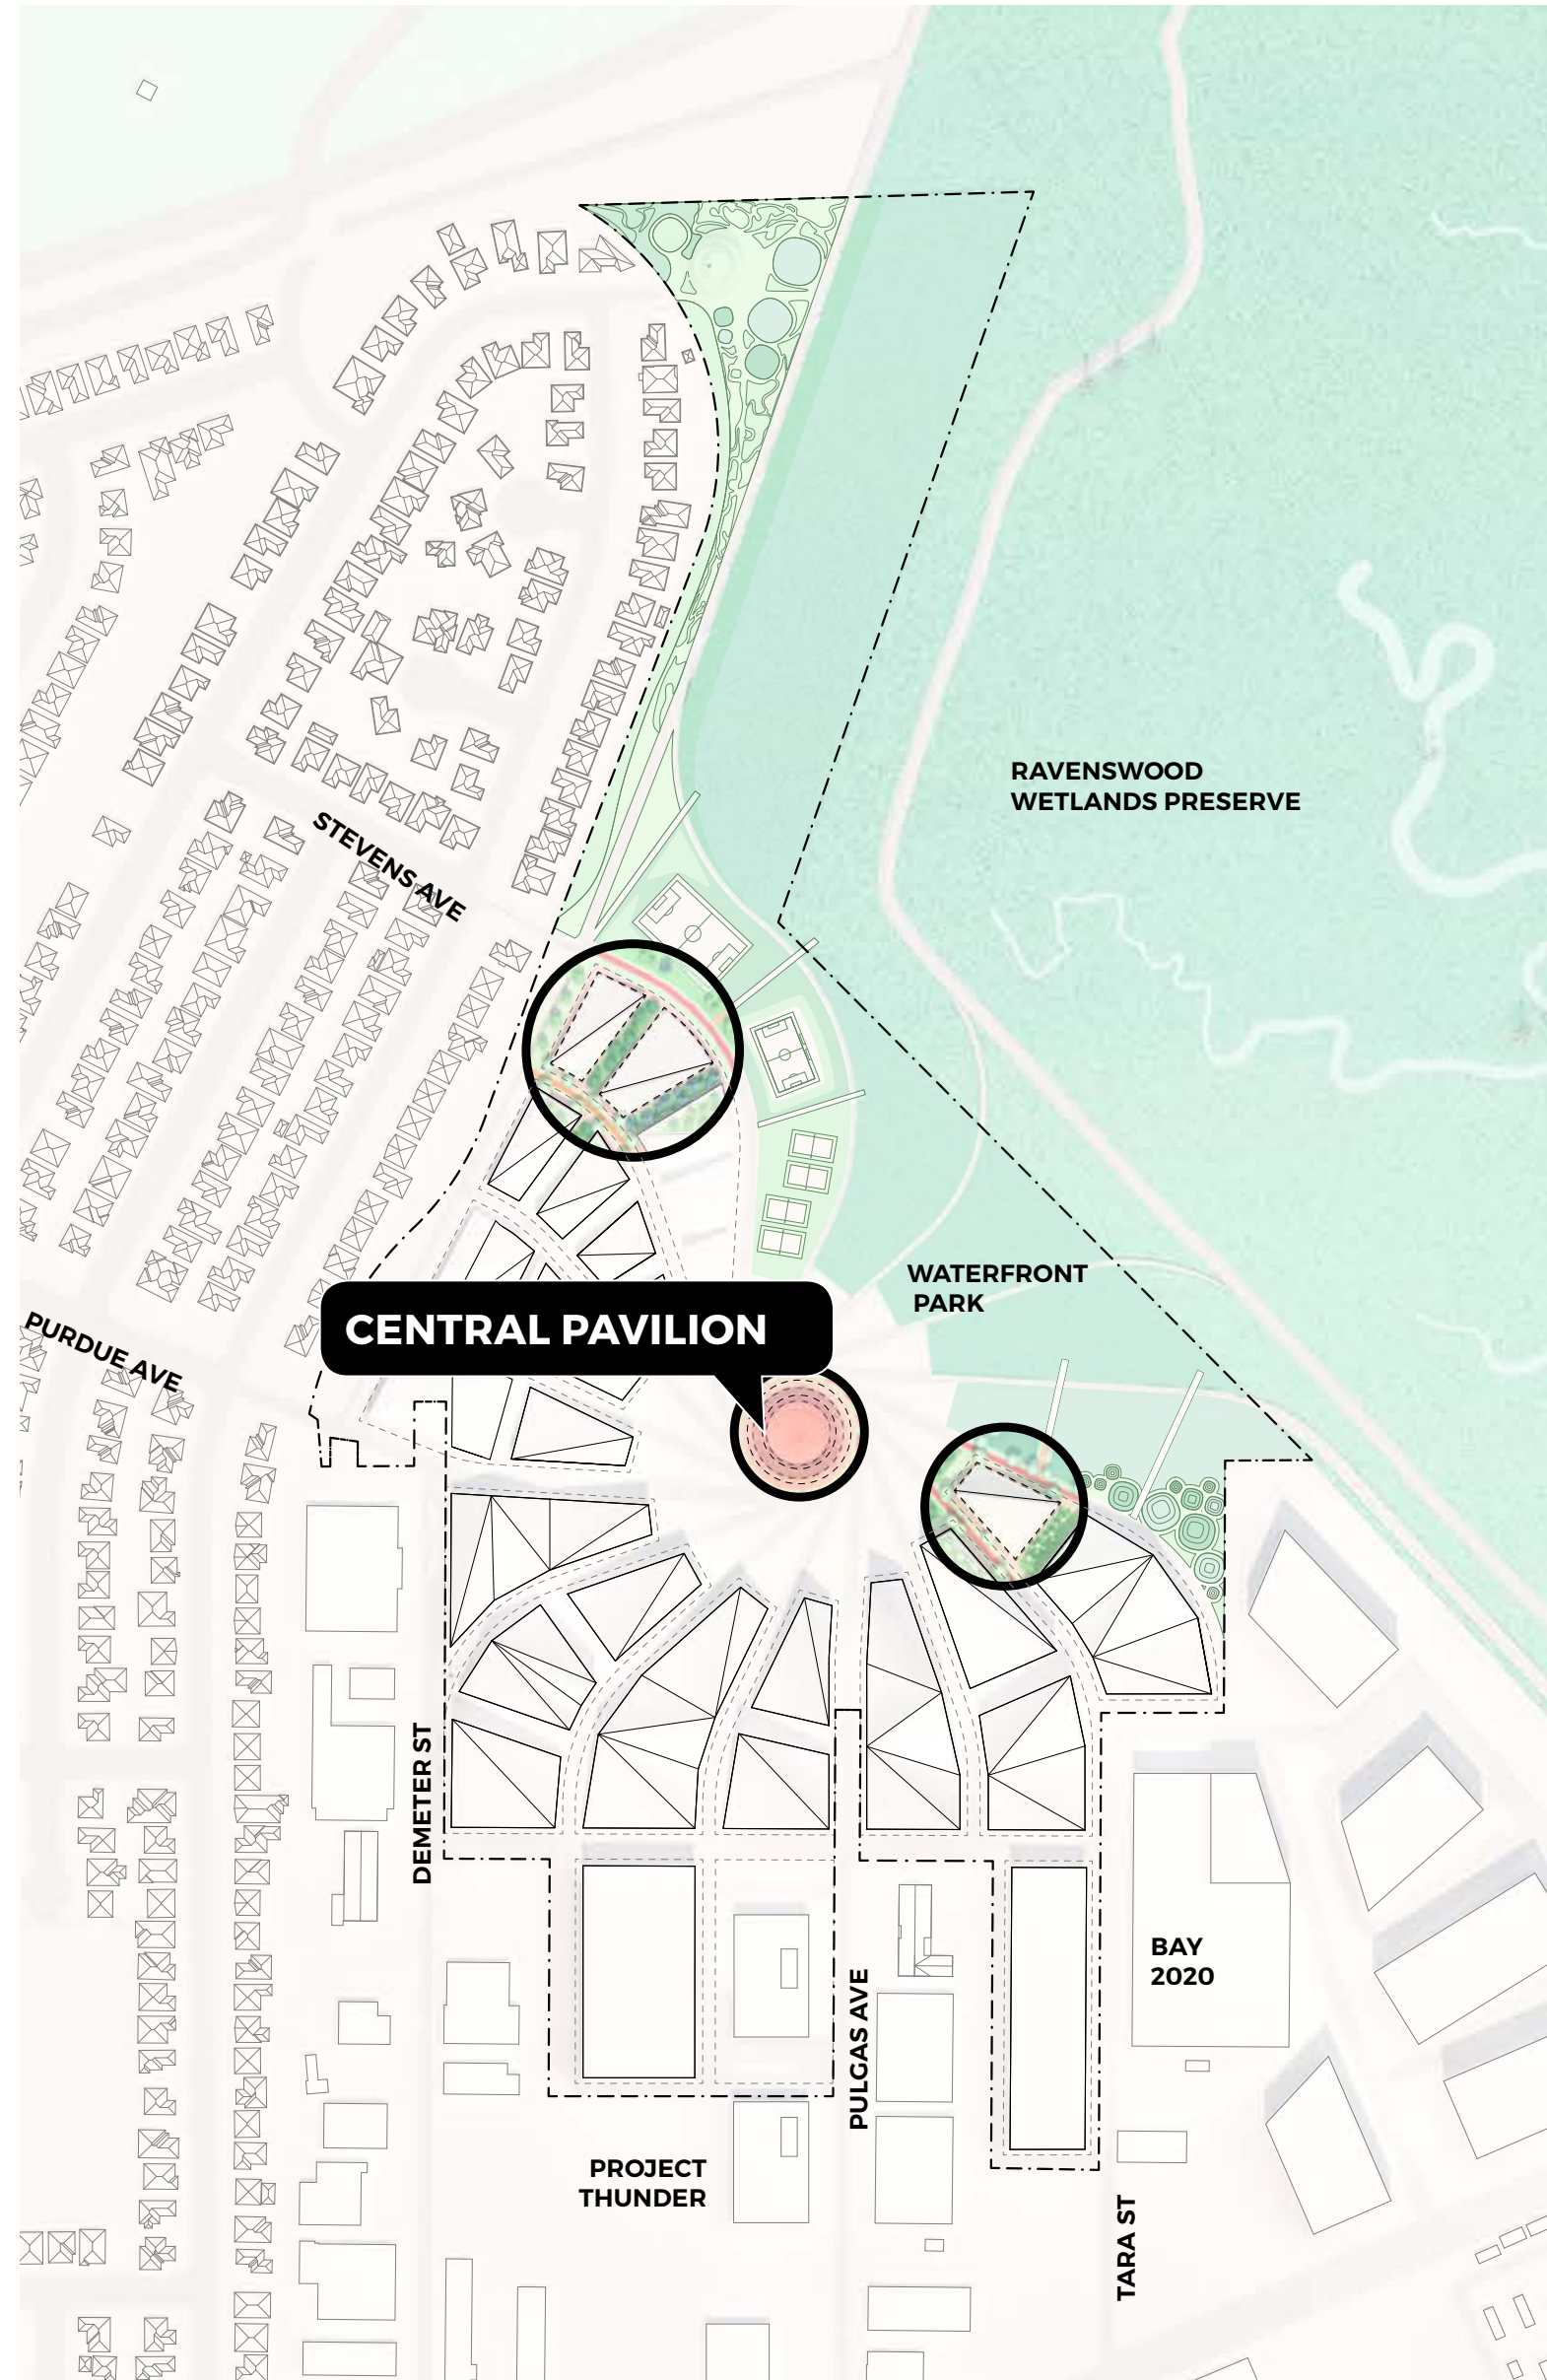 RAVENSWOOD
WETLANDS PRESERVE
STEVENS AVE
WATERFRONT
PARK
CENTRAL PAVILION
PURDUE AVE
DEMETER ST
BAY
2020
PULGAS AVE
PROJECT
THUNDER
TARA ST